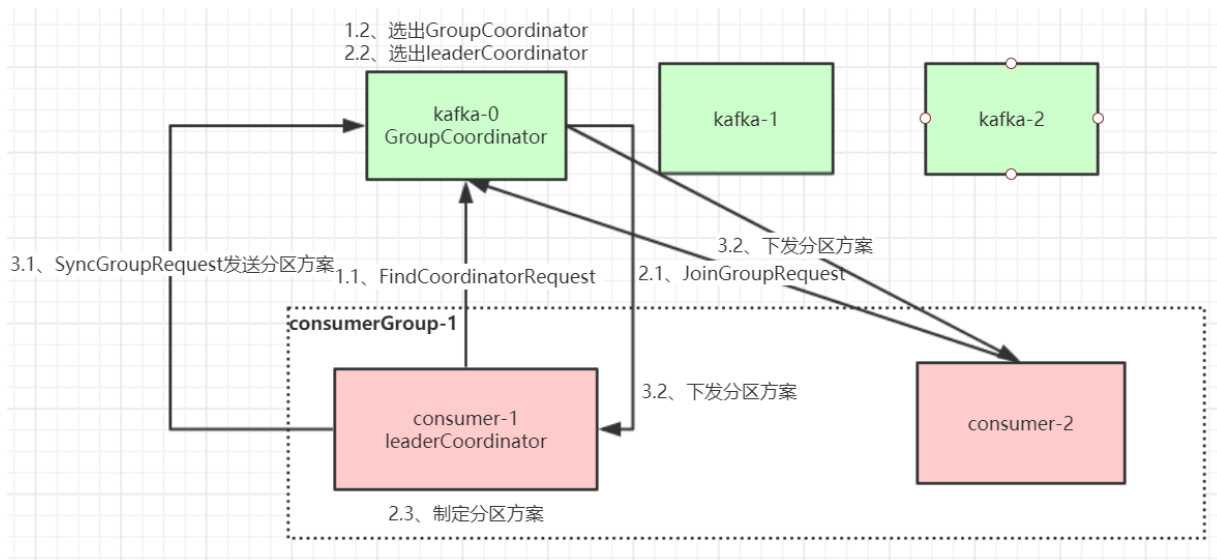 1.2、选出GroupCoordinator
2.2、选出leaderCoordinator
kafka-0
GroupCoordinator
kafka-1
kafka-2
3.2、下发分区方案
3.1、SyncGroupRequest发送分区方案
1.1、FindCoordinatorRequest
2.1、JoinGroupRequest
consumerGroup-1
3.2、下发分区方案
consumer-1
leaderCoordinator
consumer-2
2.3、制定分区方案